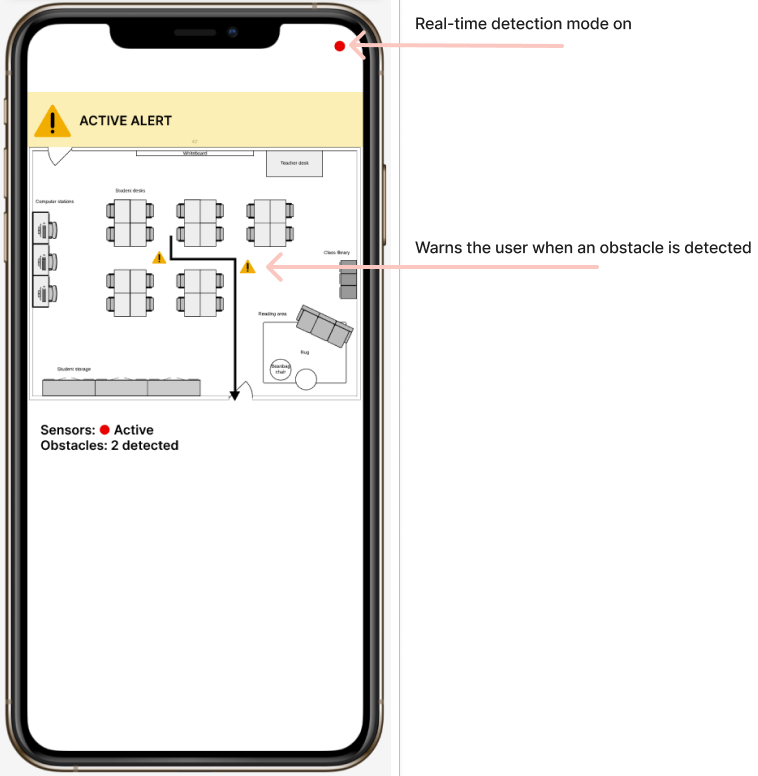 Real-time detection mode on
ACTIVE ALERT
Whiteboard
Teacher desk
Student desks
Computer stations
Warns the user when an obstacle is detected
Class library
Reading area
Rug
Beanbag
chair
Student storage
Sensors: Active
Obstacles: 2 detected